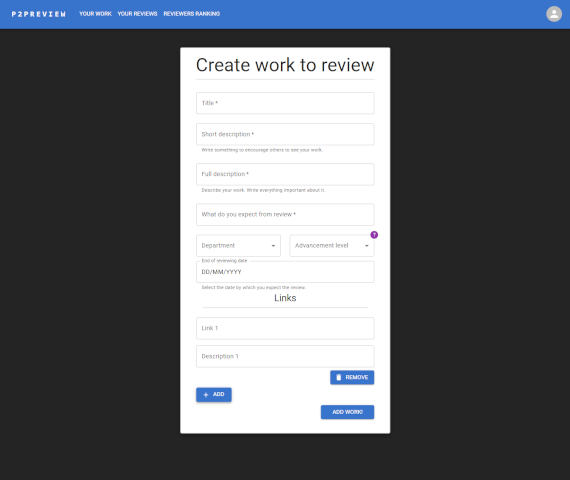 P2PREVIEW YOUR WORK YOUR REVIEWS REVIEWERS RANKING
Create work to review
Title *
Short description *
Write something to encourage others to see your work.
Full description *
Describe your work. Write everything important about it.
What do you expect from review *
?
Department Advancement level
End of reviewing date
DD/MM/YYYY
Select the date by which you expect the review.
Links
Link 1
Description 1
REMOVE
+ ADD
ADD WORK!